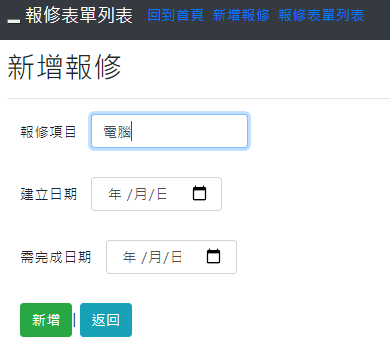 報修表單列表 回到首頁 新增報修 報修表單列表
新增報修
報修項目 電腦
建立日期 年 /月/日
需完成日期 年 /月/日
新增 | 返回